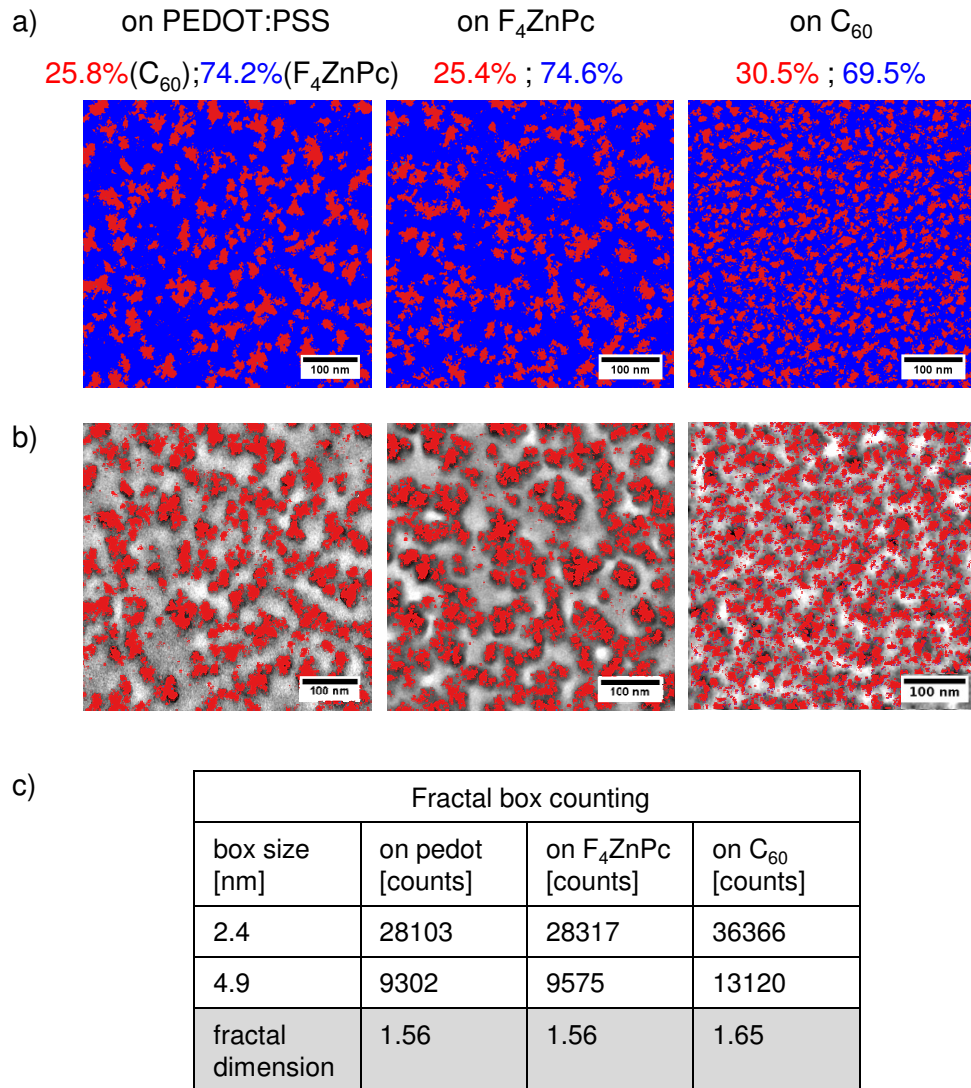 a) on PEDOT:PSS on F₄ZnPc on C₆₀
25.8%(C₆₀);74.2%(F₄ZnPc) 25.4% ; 74.6% 30.5% ; 69.5%
100 nm 100 nm 100 nm
b)
100 nm 100 nm 100 nm
c)
Fractal box counting
box size on pedot on F₄ZnPc on C₆₀
[nm] [counts] [counts] [counts]
2.4 28103 28317 36366
4.9 9302 9575 13120
fractal 1.56 1.56 1.65
dimension